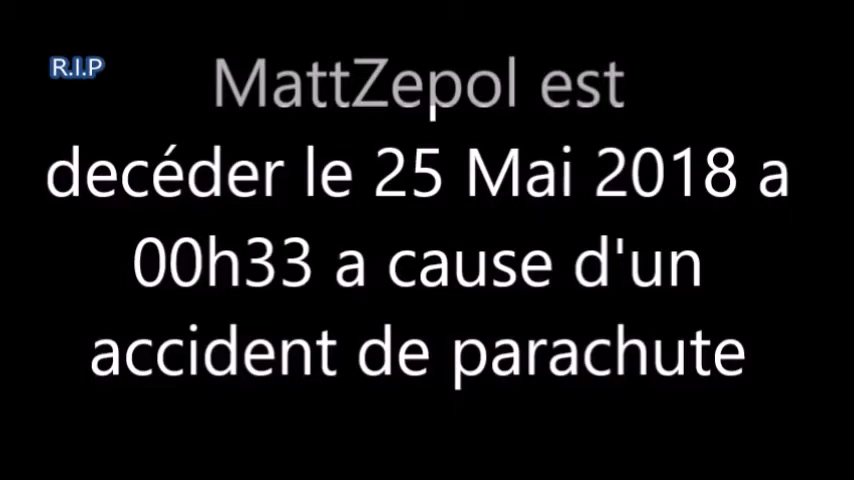 R.I.P
MattZepol est
decéder le 25 Mai 2018 a
00h33 a cause d'un
accident de parachute